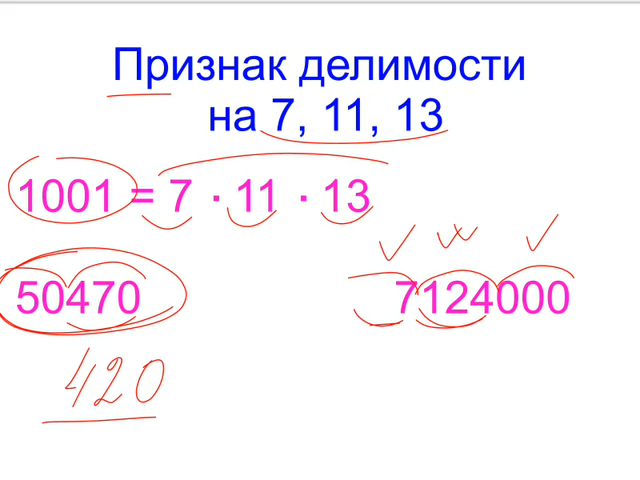 Признак делимости
на 7, 11, 13
1001 = 7 · 11 · 13
50470 7124000
420